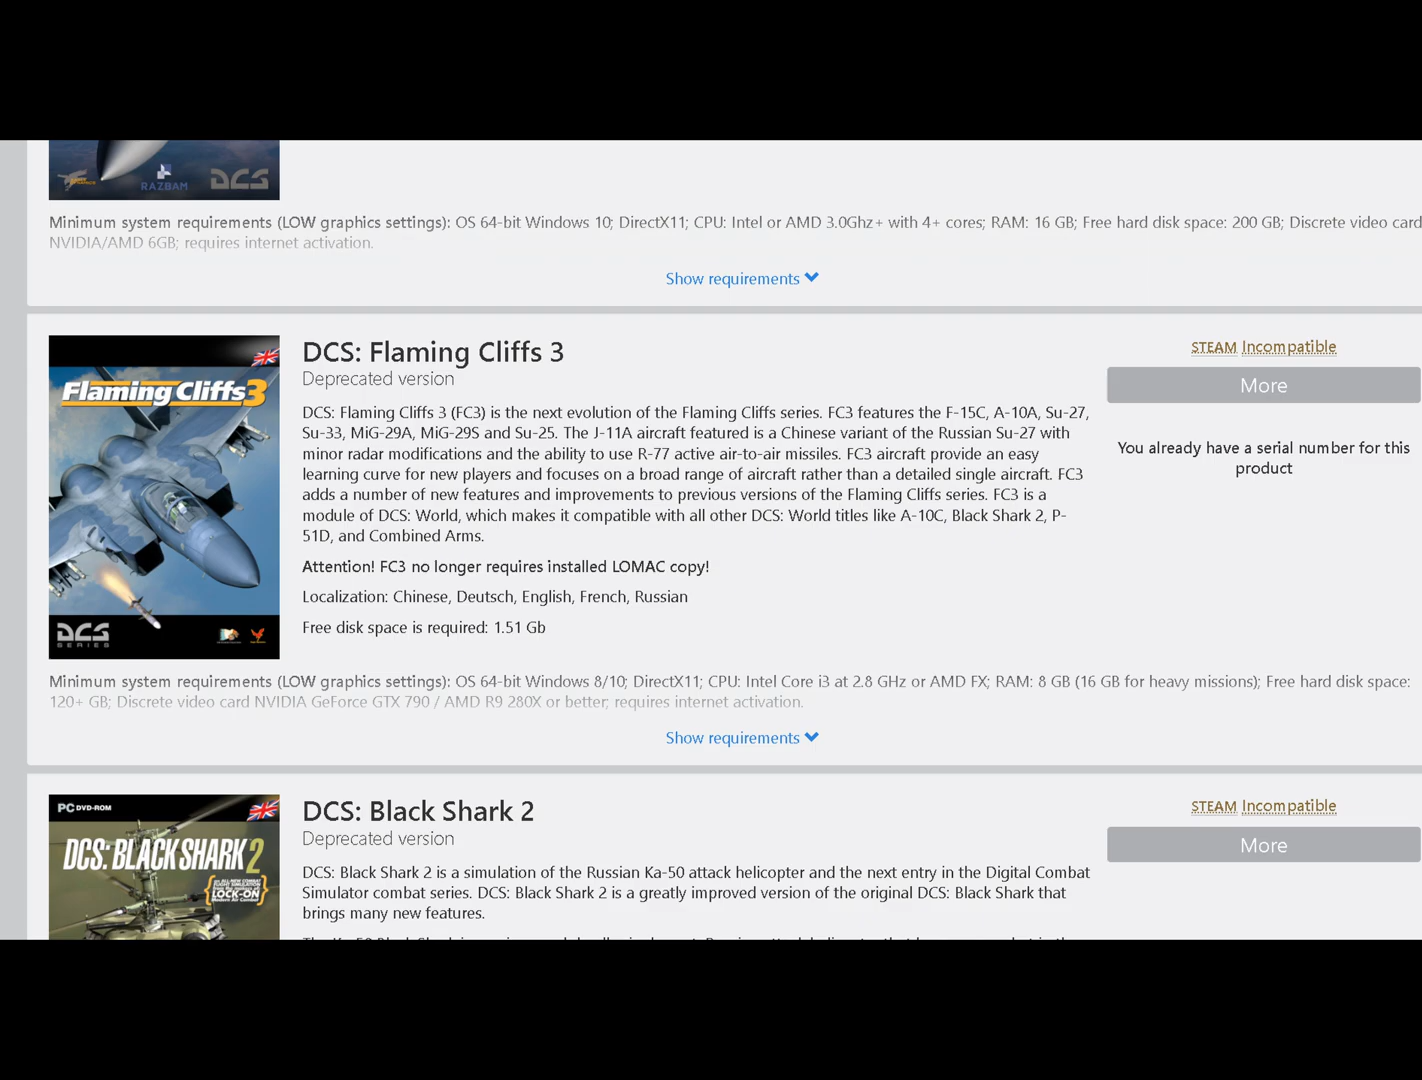 RAZBAM DCS
Minimum system requirements (LOW graphics settings): OS 64-bit Windows 10; DirectX11; CPU: Intel or AMD 3.0Ghz+ with 4+ cores; RAM: 16 GB; Free hard disk space: 200 GB; Discrete video card
NVIDIA/AMD 6GB; requires internet activation.
Show requirements
Flaming Cliffs 3
DCS
SERIES
DCS: Flaming Cliffs 3
Deprecated version
DCS: Flaming Cliffs 3 (FC3) is the next evolution of the Flaming Cliffs series. FC3 features the F-15C, A-10A, Su-27,
Su-33, MiG-29A, MiG-29S and Su-25. The J-11A aircraft featured is a Chinese variant of the Russian Su-27 with
minor radar modifications and the ability to use R-77 active air-to-air missiles. FC3 aircraft provide an easy
learning curve for new players and focuses on a broad range of aircraft rather than a detailed single aircraft. FC3
adds a number of new features and improvements to previous versions of the Flaming Cliffs series. FC3 is a
module of DCS: World, which makes it compatible with all other DCS: World titles like A-10C, Black Shark 2, P-
51D, and Combined Arms.
Attention! FC3 no longer requires installed LOMAC copy!
Localization: Chinese, Deutsch, English, French, Russian
Free disk space is required: 1.51 Gb
STEAM Incompatible
More
You already have a serial number for this
product
Minimum system requirements (LOW graphics settings): OS 64-bit Windows 8/10; DirectX11; CPU: Intel Core i3 at 2.8 GHz or AMD FX; RAM: 8 GB (16 GB for heavy missions); Free hard disk space:
120+ GB; Discrete video card NVIDIA GeForce GTX 790 / AMD R9 280X or better; requires internet activation.
Show requirements
PC DVD-ROM
DCS: BLACK SHARK 2
LOCK-ON
DCS: Black Shark 2
Deprecated version
DCS: Black Shark 2 is a simulation of the Russian Ka-50 attack helicopter and the next entry in the Digital Combat
Simulator combat series. DCS: Black Shark 2 is a greatly improved version of the original DCS: Black Shark that
brings many new features.
STEAM Incompatible
More